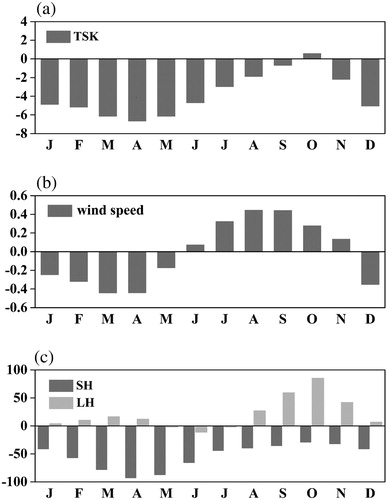 (a)
4
2
0
-2
-4
-6
-8
TSK
J F M A M J J A S O N D
(b)
0.6
0.4
0.2
0.0
-0.2
-0.4
-0.6
wind speed
J F M A M J J A S O N D
(c)
100
50
0
-50
-100
SH
LH
J F M A M J J A S O N D